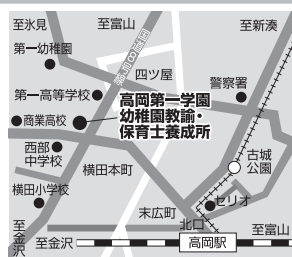 至氷見
至富山
至新湊
第一幼稚園
国道8号線
四ツ屋
警察署
第一高等学校
高岡第一学園
幼稚園教諭・
保育士養成所
商業高校
西部
中学校
古城
公園
横田本町
横田小学校
セリオ
末広町
北口
至金沢
至金沢
高岡駅
至富山